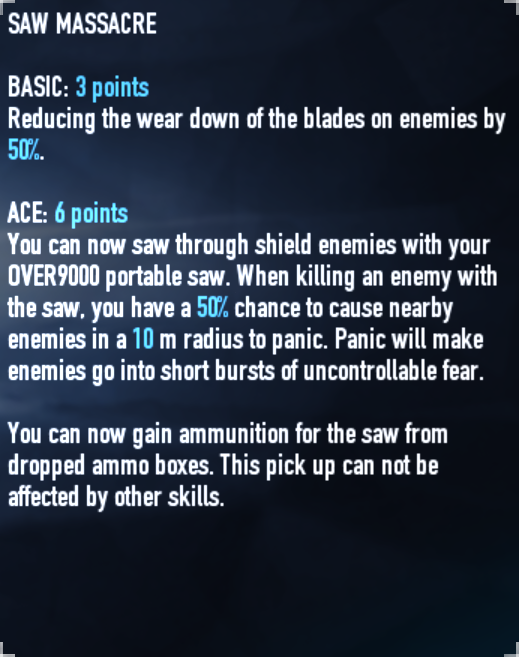 SAW MASSACRE
BASIC: 3 points
Reducing the wear down of the blades on enemies by
50%.
ACE: 6 points
You can now saw through shield enemies with your
OVER9000 portable saw. When killing an enemy with
the saw, you have a 50% chance to cause nearby
enemies in a 10 m radius to panic. Panic will make
enemies go into short bursts of uncontrollable fear.
You can now gain ammunition for the saw from
dropped ammo boxes. This pick up can not be
affected by other skills.